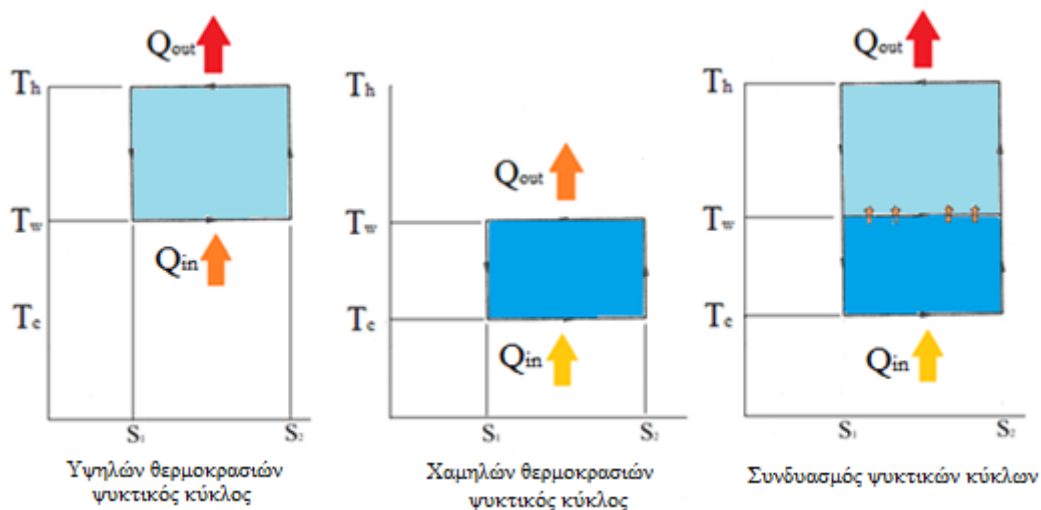 Qout
Th
Tw
Qin
Tc
S1
S2
Υψηλών θερμοκρασιών
ψυκτικός κύκλος
Th
Qout
Tw
Tc
Qin
S1
S2
Χαμηλών θερμοκρασιών
ψυκτικός κύκλος
Qout
Th
Tw
Tc
Qin
S1
S2
Συνδυασμός ψυκτικών κύκλων